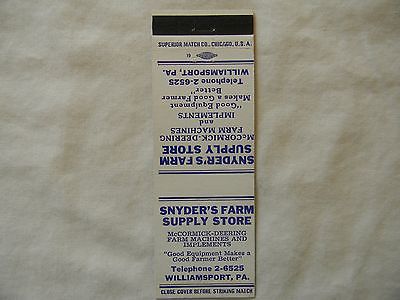 SUPERIOR MATCH CO., CHICAGO, U.S.A.
SNYDER'S FARM
SUPPLY STORE
McCORMICK-DEERING
FARM MACHINES
and
IMPLEMENTS
"Good Equipment
Makes a Good Farmer
Better"
Telephone 2-6525
WILLIAMSPORT, PA.
SNYDER'S FARM
SUPPLY STORE
McCORMICK-DEERING
FARM MACHINES AND
IMPLEMENTS
"Good Equipment Makes a
Good Farmer Better"
Telephone 2-6525
WILLIAMSPORT, PA.
CLOSE COVER BEFORE STRIKING MATCH